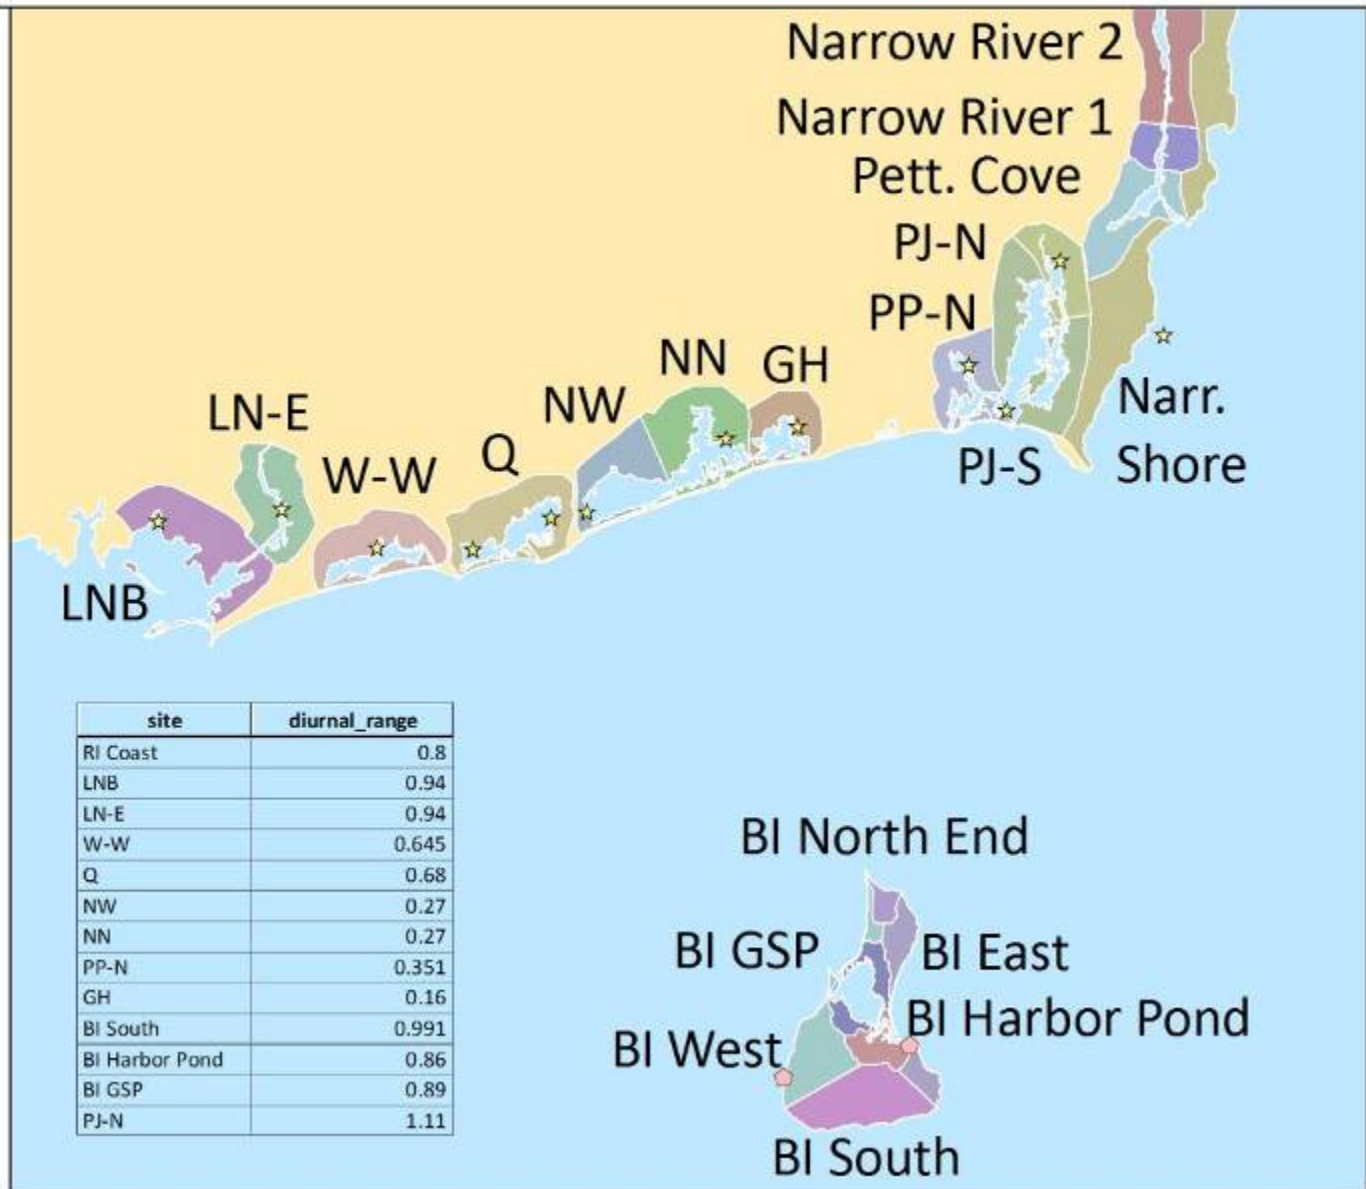 Narrow River 2
Narrow River 1
Pett. Cove
PJ-N
PP-N
NN
GH
NW
LN-E
Q
W-W
Narr.
Shore
PJ-S
LNB
site diurnal_range
RI Coast 0.8
LNB 0.94
LN-E 0.94
W-W 0.645
Q 0.68
NW 0.27
NN 0.27
PP-N 0.351
GH 0.16
BI South 0.991
BI Harbor Pond 0.86
BI GSP 0.89
PJ-N 1.11
BI North End
BI GSP
BI East
BI Harbor Pond
BI West
BI South